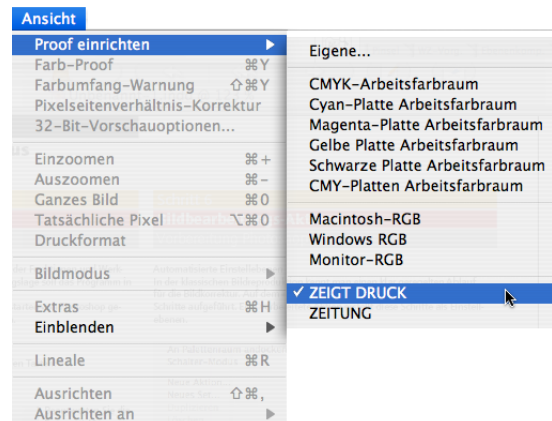 Ansicht
Proof einrichten
Farb-Proof ⌘Y
Farbumfang-Warnung ⇧⌘Y
Pixelseitenverhältnis-Korrektur
32-Bit-Vorschauoptionen...
Einzoomen ⌘+
Auszoomen ⌘-
Ganzes Bild ⌘0
Tatsächliche Pixel ⌥⌘0
Druckformat
Bildmodus
Extras ⌘H
Einblenden
Lineale ⌘R
Ausrichten ⇧⌘,
Ausrichten an
Eigene...
CMYK-Arbeitsfarbraum
Cyan-Platte Arbeitsfarbraum
Magenta-Platte Arbeitsfarbraum
Gelbe Platte Arbeitsfarbraum
Schwarze Platte Arbeitsfarbraum
CMY-Platten Arbeitsfarbraum
Macintosh-RGB
Windows RGB
Monitor-RGB
✓ ZEIGT DRUCK
ZEITUNG